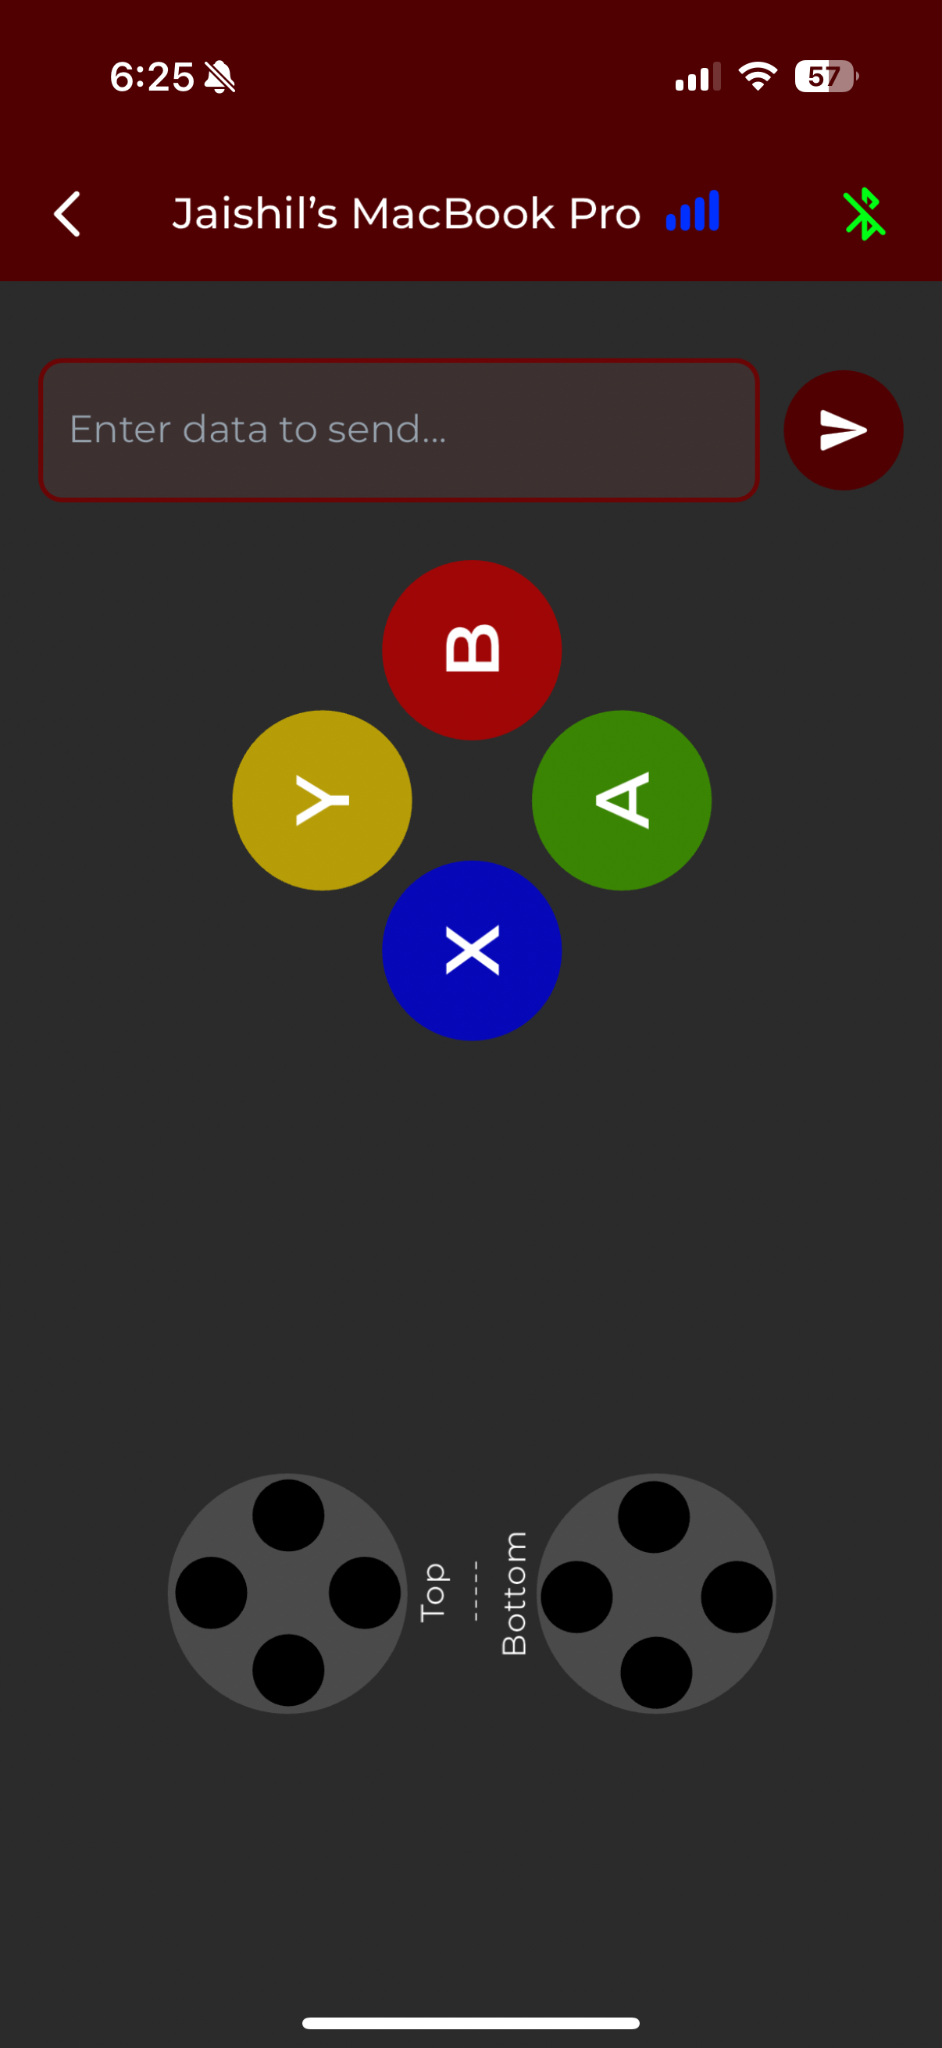 6:25
57
Jaishil’s MacBook Pro
Enter data to send...
B
Y
A
X
Top
-----
Bottom